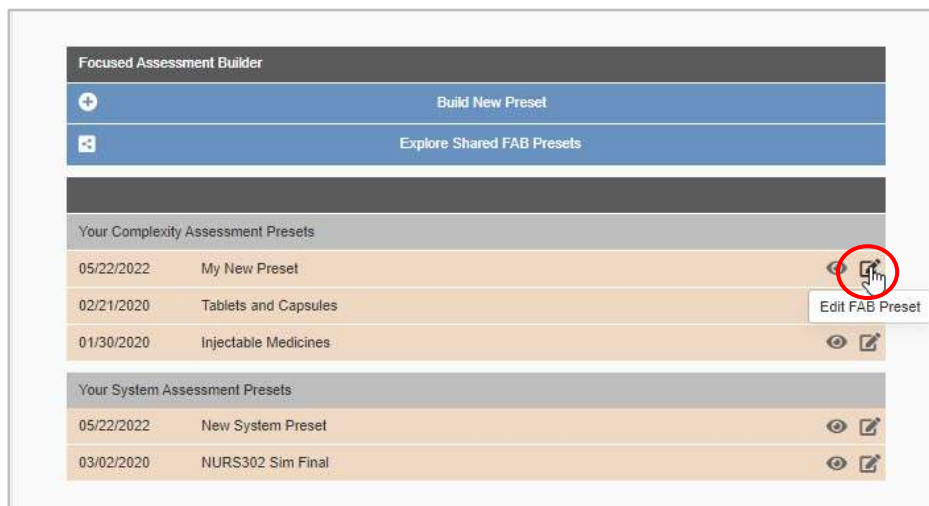 Focused Assessment Builder
Build New Preset
Explore Shared FAB Presets
Your Complexity Assessment Presets
05/22/2022 My New Preset
02/21/2020 Tablets and Capsules
Edit FAB Preset
01/30/2020 Injectable Medicines
Your System Assessment Presets
05/22/2022 New System Preset
03/02/2020 NURS302 Sim Final